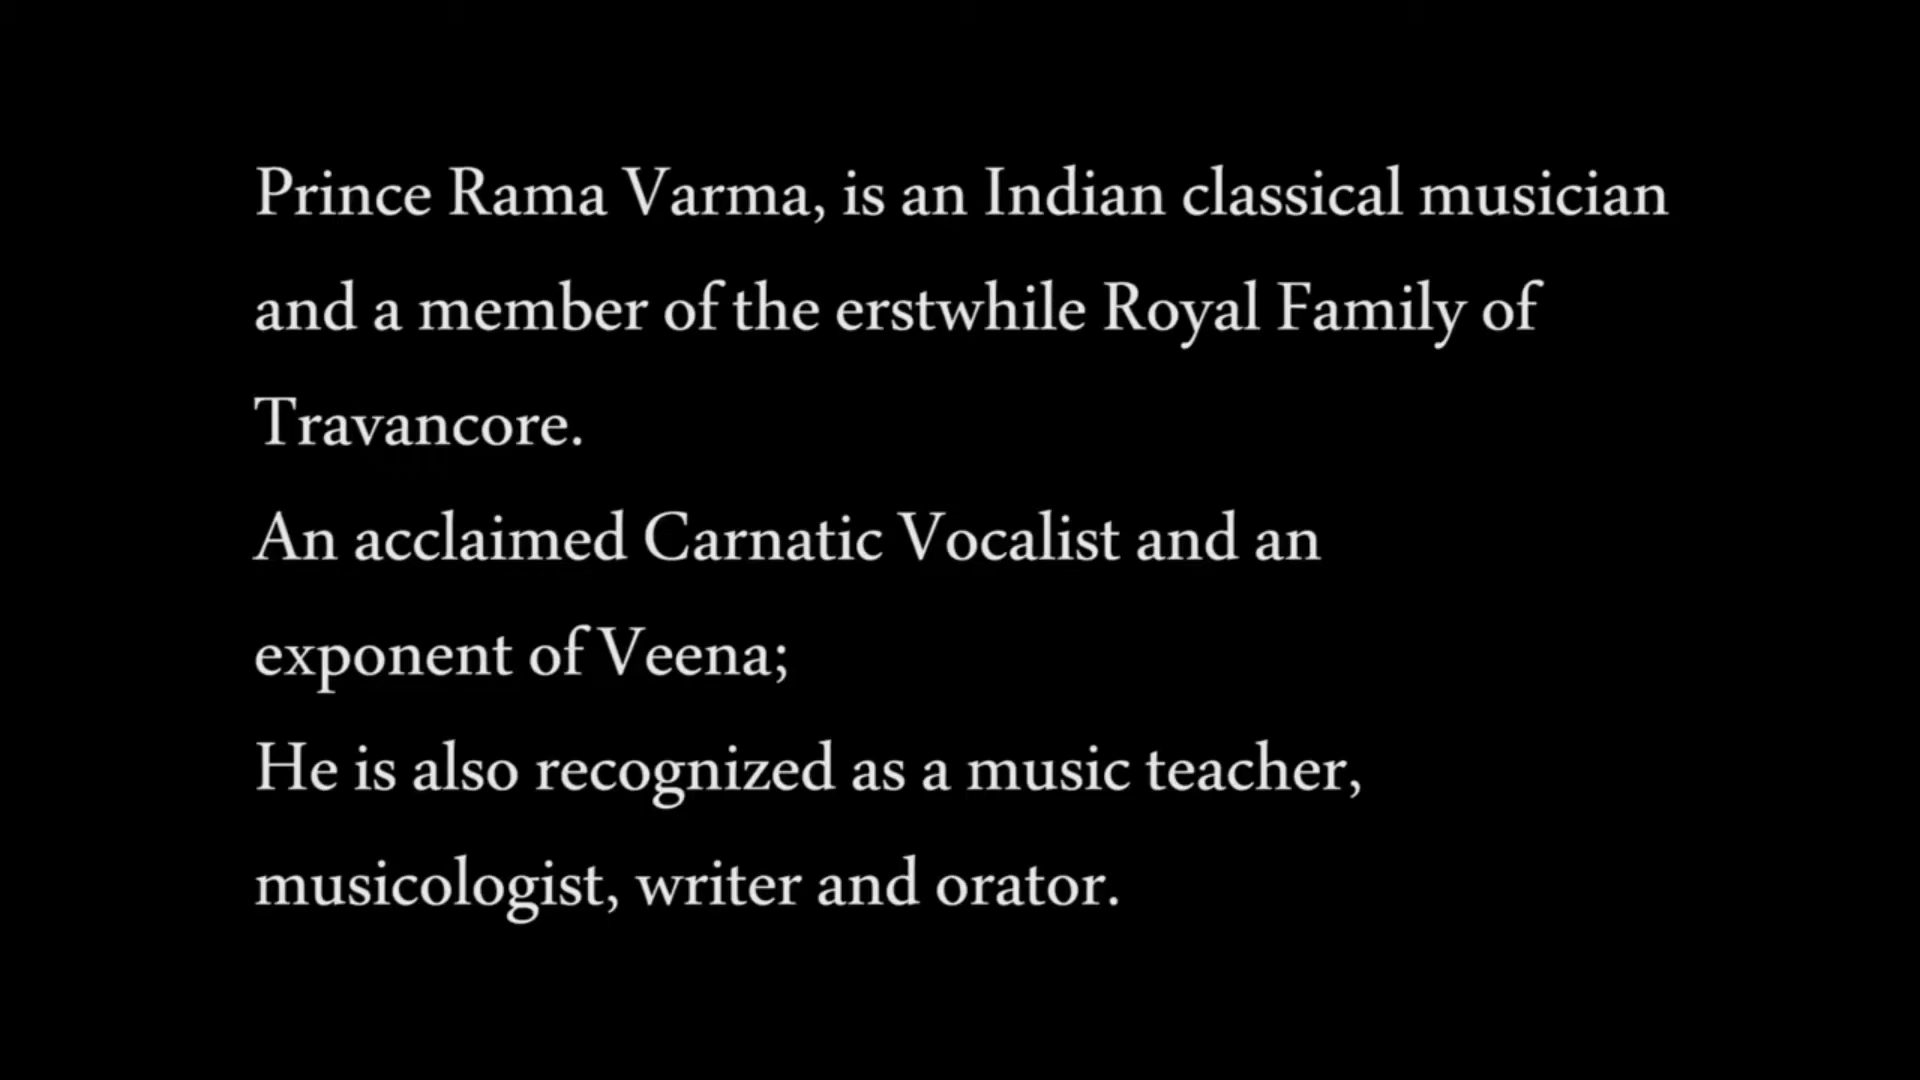 Prince Rama Varma, is an Indian classical musician
and a member of the erstwhile Royal Family of
Travancore.
An acclaimed Carnatic Vocalist and an
exponent of Veena;
He is also recognized as a music teacher,
musicologist, writer and orator.